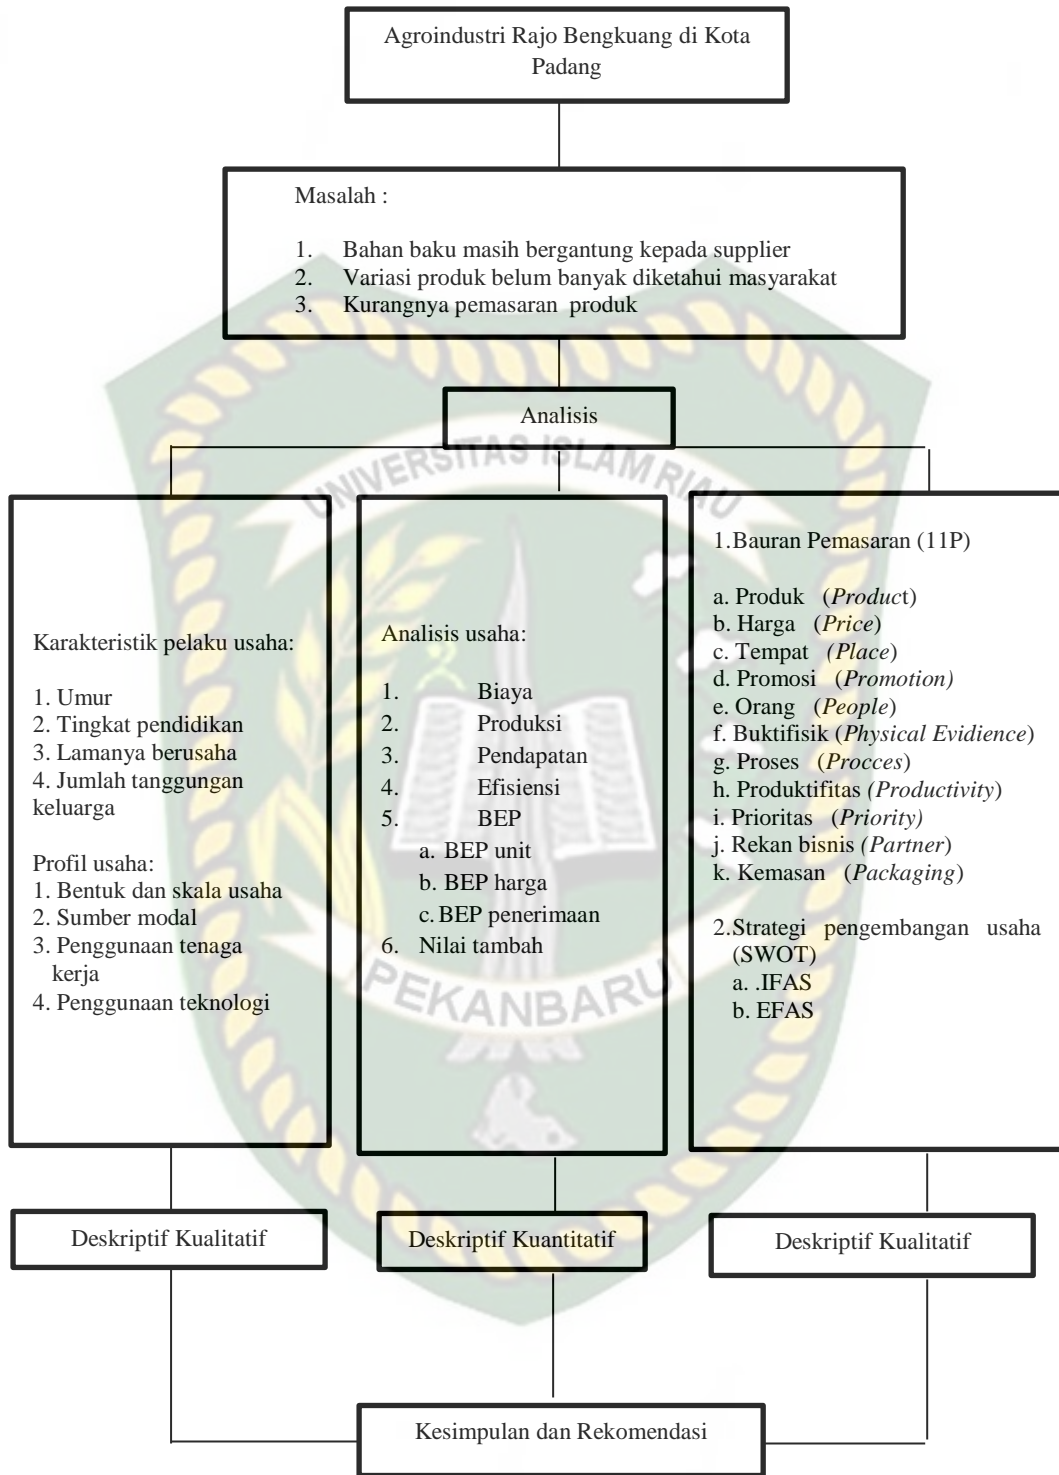 Agroindustri Rajo Bengkuang di Kota
Padang
Masalah :
1. Bahan baku masih bergantung kepada supplier
2. Variasi produk belum banyak diketahui masyarakat
3. Kurangnya pemasaran produk
Analisis
UNIVERSITAS ISLAM RIAU
Karakteristik pelaku usaha:
1. Umur
2. Tingkat pendidikan
3. Lamanya berusaha
4. Jumlah tanggungan
keluarga
Profil usaha:
1. Bentuk dan skala usaha
2. Sumber modal
3. Penggunaan tenaga
kerja
4. Penggunaan teknologi
Analisis usaha:
1. Biaya
2. Produksi
3. Pendapatan
4. Efisiensi
5. BEP
a. BEP unit
b. BEP harga
c. BEP penerimaan
6. Nilai tambah
1.Bauran Pemasaran (11P)
a. Produk (Product)
b. Harga (Price)
c. Tempat (Place)
d. Promosi (Promotion)
e. Orang (People)
f. Buktifisik (Physical Evidience)
g. Proses (Procces)
h. Produktifitas (Productivity)
i. Prioritas (Priority)
j. Rekan bisnis (Partner)
k. Kemasan (Packaging)
2.Strategi pengembangan usaha
(SWOT)
a. .IFAS
b. EFAS
PEKANBARU
Deskriptif Kualitatif
Deskriptif Kuantitatif
Deskriptif Kualitatif
Kesimpulan dan Rekomendasi